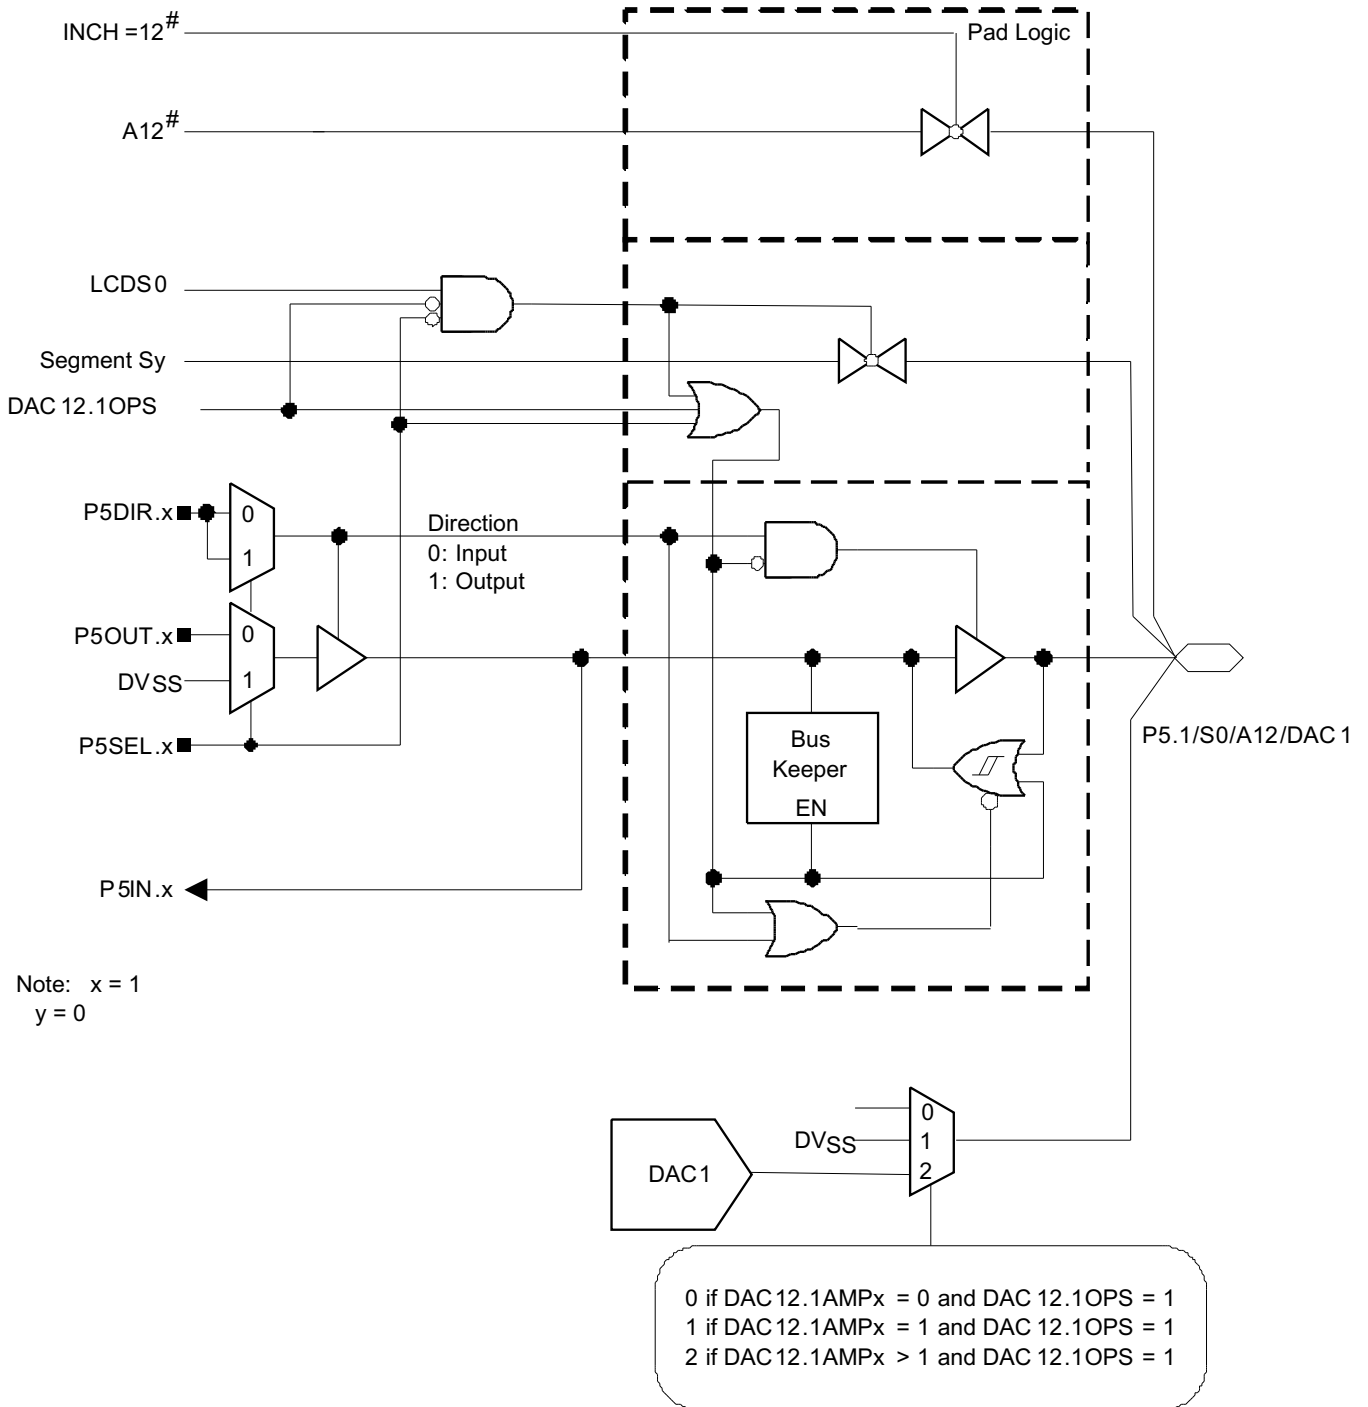 INCH =12#
Pad Logic
A12#
LCDS0
Segment Sy
DAC 12.1OPS
P5DIR.x
0
1
Direction
0: Input
1: Output
P5OUT.x
0
DVSS
1
P5SEL.x
Bus
Keeper
EN
P5.1/S0/A12/DAC 1
P5IN.x
Note: x = 1
y = 0
0
DVSS
1
DAC1
2
0 if DAC12.1AMPx = 0 and DAC 12.1OPS = 1
1 if DAC12.1AMPx = 1 and DAC 12.1OPS = 1
2 if DAC12.1AMPx > 1 and DAC 12.1OPS = 1